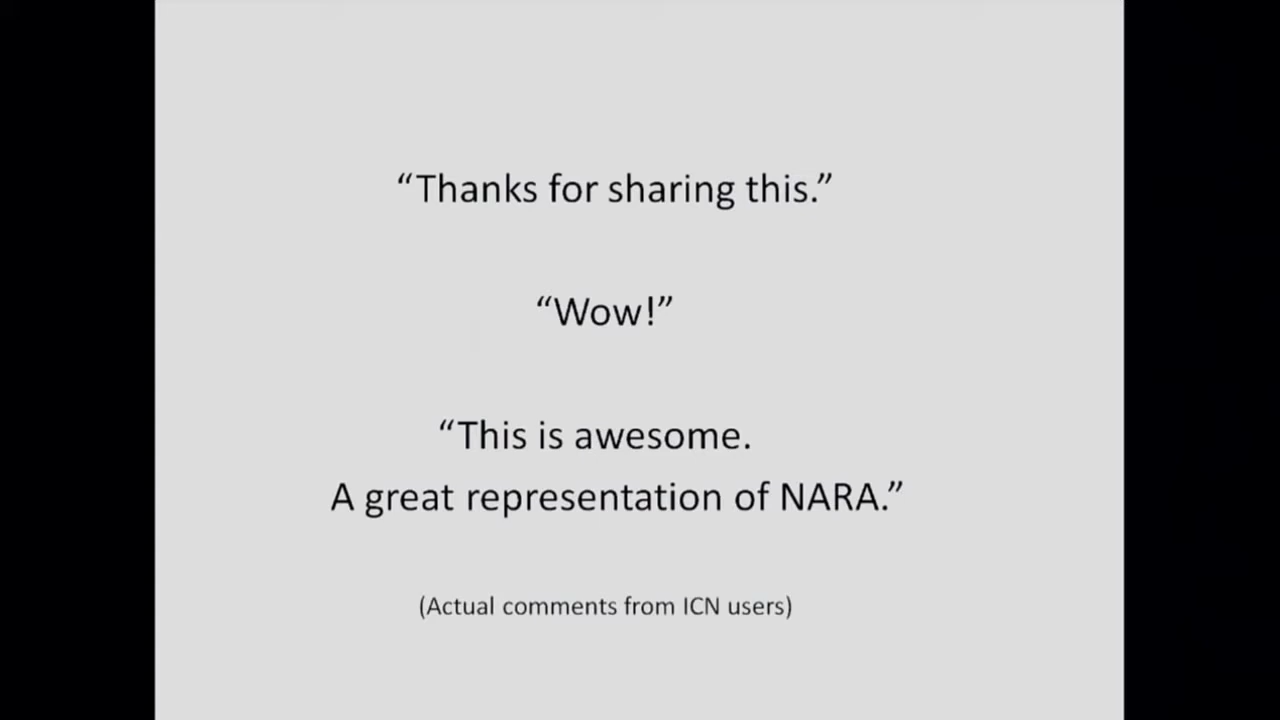 “Thanks for sharing this.”
“Wow!”
“This is awesome.
A great representation of NARA.”
(Actual comments from ICN users)